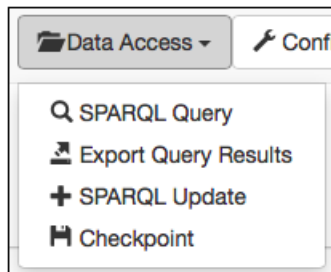 Data Access
Conf
SPARQL Query
Export Query Results
SPARQL Update
Checkpoint